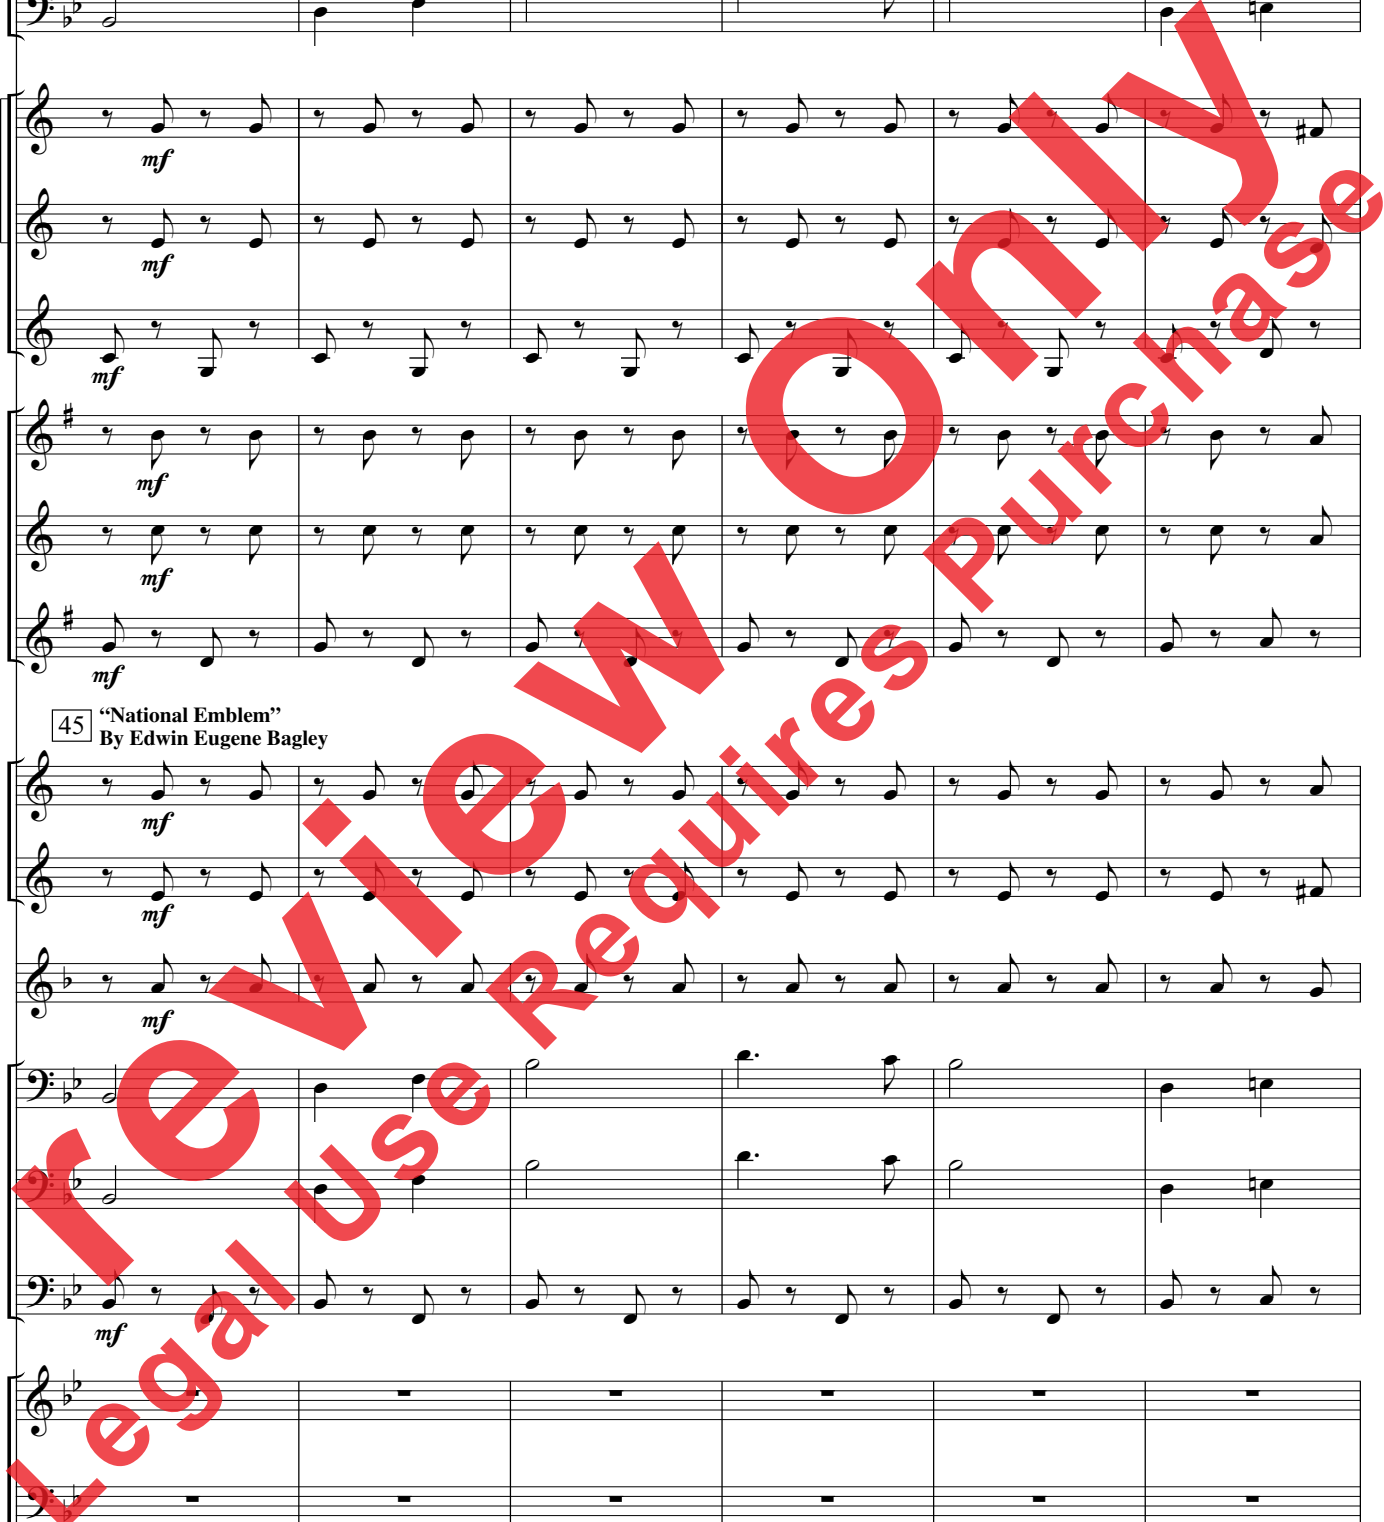 mf
mf
mf
mf
mf
mf
45 “National Emblem”
By Edwin Eugene Bagley
mf
mf
mf
mf
review Only
Legal Use Requires Purchase